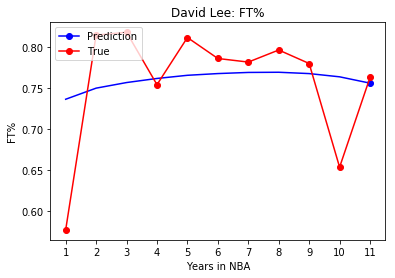 David Lee: FT%
Prediction
True
0.80
0.75
0.70
0.65
0.60
FT%
1 2 3 4 5 6 7 8 9 10 11
Years in NBA